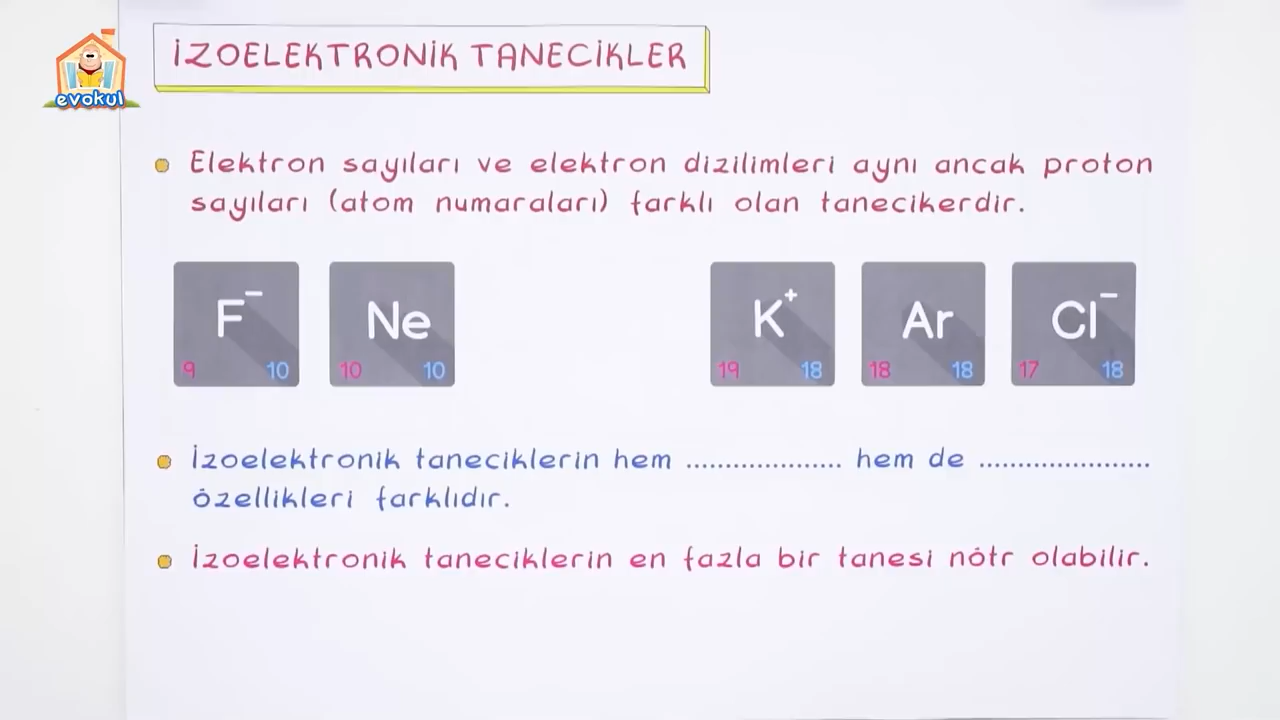 evokul
İZOELEKTRONİK TANECİKLER
Elektron sayıları ve elektron dizilimleri aynı ancak proton
sayıları (atom numaraları) farklı olan tanecikerdir.
F⁻ Ne K⁺ Ar Cl⁻
9 10 10 10 19 18 18 18 17 18
İzoelektronik taneciklerin hem .................... hem de ......................
özellikleri farklıdır.
İzoelektronik taneciklerin en fazla bir tanesi nötr olabilir.